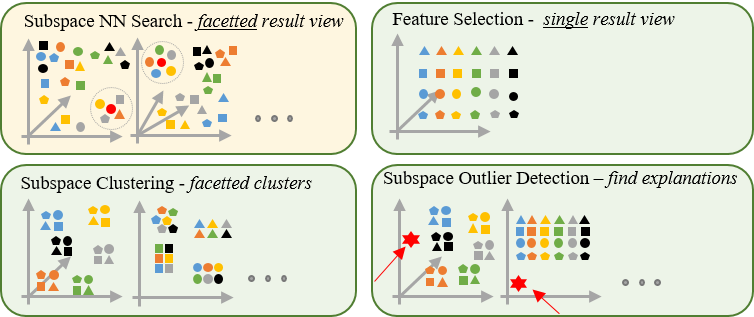 Subspace NN Search - facetted result view
Feature Selection - single result view
Subspace Clustering - facetted clusters
Subspace Outlier Detection – find explanations